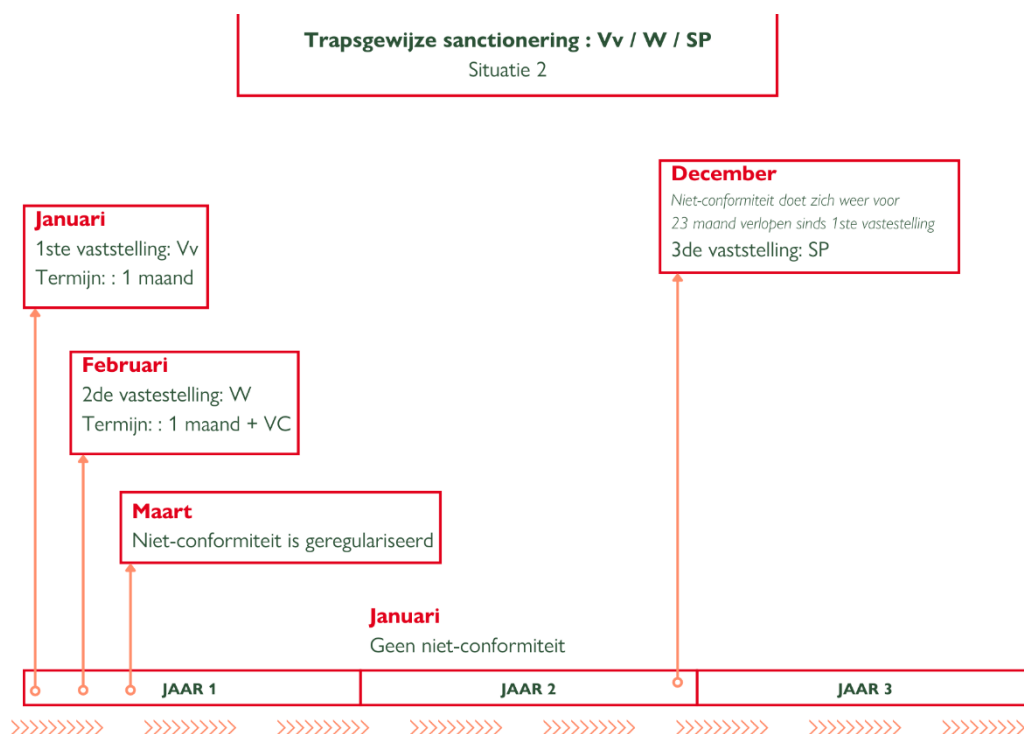 Trapsgewijze sanctionering : Vv / W / SP
Situatie 2
December
Niet-conformiteit doet zich weer voor
23 maand verlopen sinds 1ste vastestelling
3de vaststelling: SP
Januari
1ste vaststelling: Vv
Termijn: : 1 maand
Februari
2de vastestelling: W
Termijn: : 1 maand + VC
Maart
Niet-conformiteit is geregulariseerd
Januari
Geen niet-conformiteit
JAAR 1
JAAR 2
JAAR 3